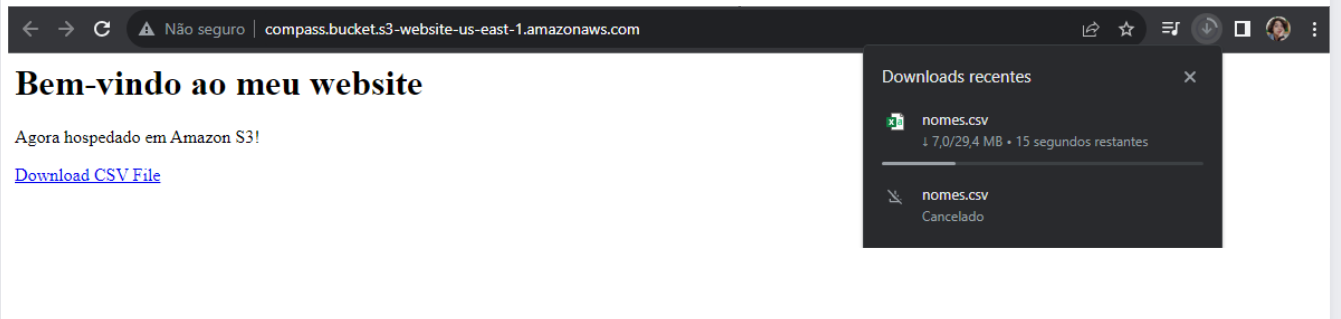 Não seguro
compass.bucket.s3-website-us-east-1.amazonaws.com
Bem-vindo ao meu website
Agora hospedado em Amazon S3!
Download CSV File
Downloads recentes
nomes.csv
↓ 7,0/29,4 MB • 15 segundos restantes
nomes.csv
Cancelado